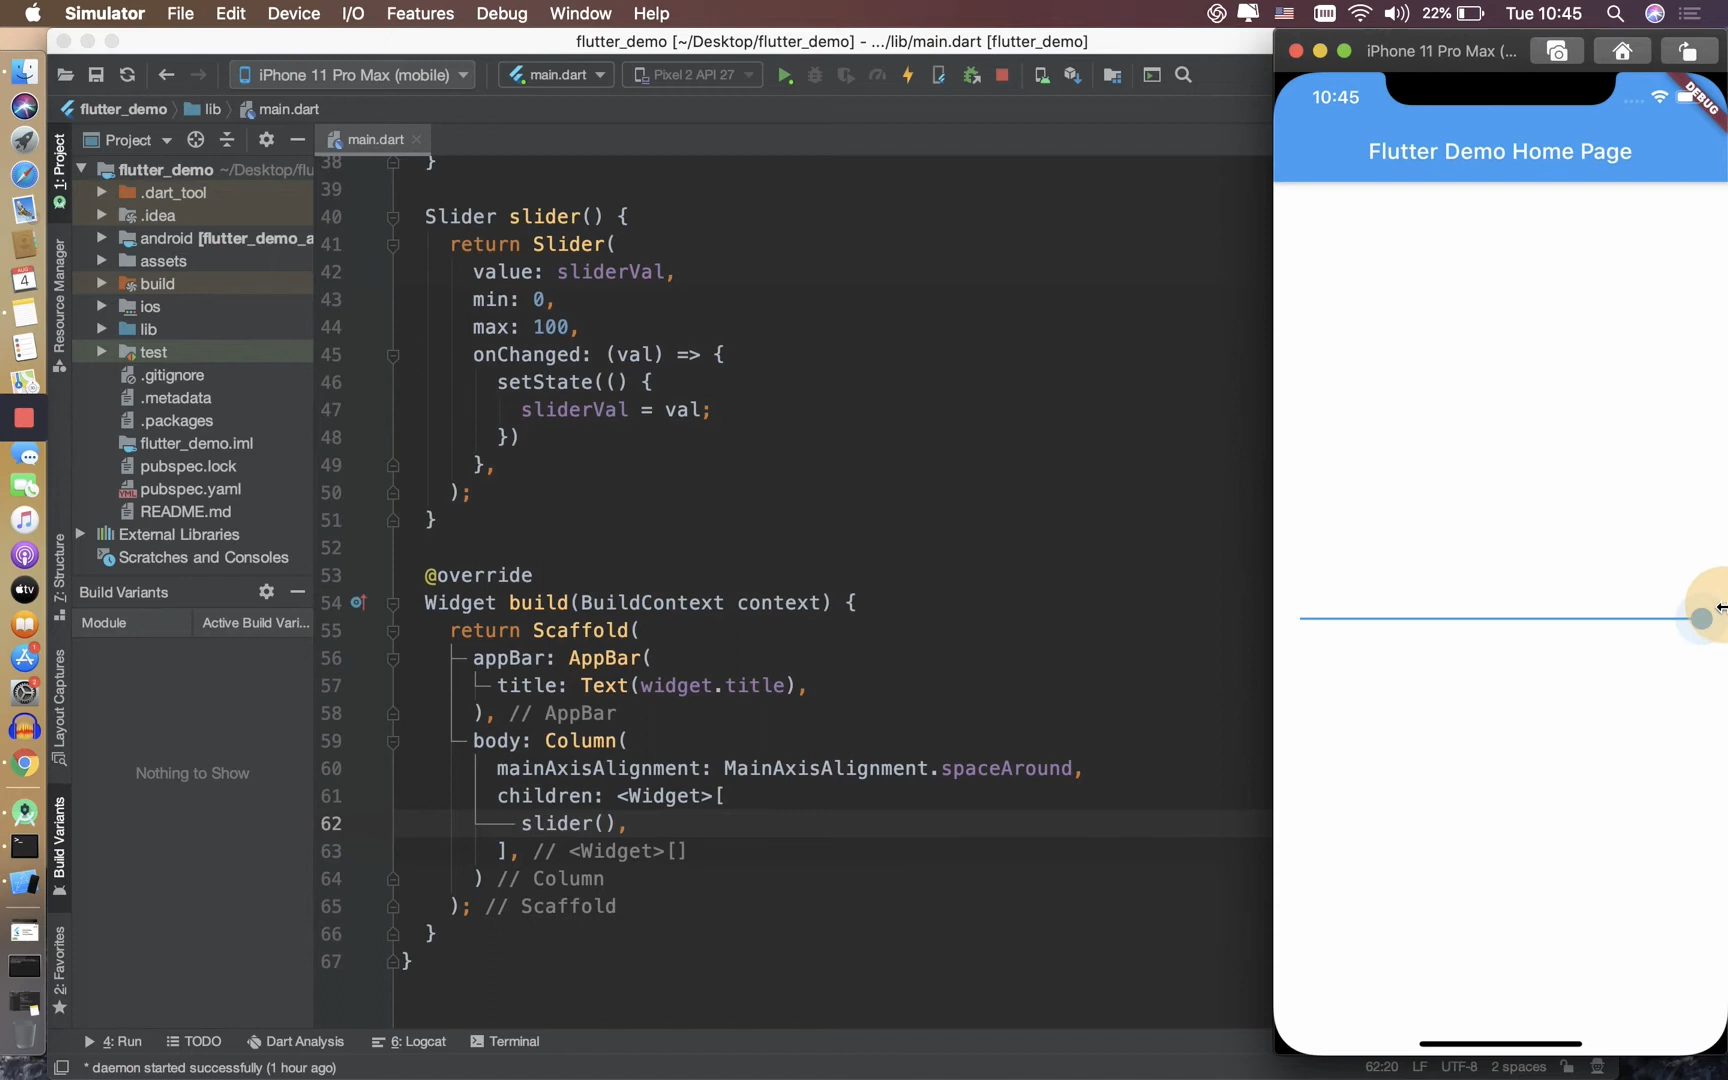 Simulator File Edit Device I/O Features Debug Window Help 22% Tue 10:45
flutter_demo [~/Desktop/flutter_demo] - .../lib/main.dart [flutter_demo]
iPhone 11 Pro Max (mobile) main.dart Pixel 2 API 27
flutter_demo lib main.dart
Project
main.dart
1: Project
Resource Manager
7: Structure
Layout Captures
Build Variants
2: Favorites
flutter_demo ~/Desktop/flu
.dart_tool
.idea
android [flutter_demo_a
assets
build
ios
lib
test
.gitignore
.metadata
.packages
flutter_demo.iml
pubspec.lock
pubspec.yaml
README.md
External Libraries
Scratches and Consoles
Build Variants
Module Active Build Vari...
Nothing to Show
38 }
39
40 Slider slider() {
41 return Slider(
42 value: sliderVal,
43 min: 0,
44 max: 100,
45 onChanged: (val) => {
46 setState(() {
47 sliderVal = val;
48 })
49 },
50 );
51 }
52
53 @override
54 Widget build(BuildContext context) {
55 return Scaffold(
56 appBar: AppBar(
57 title: Text(widget.title),
58 ), // AppBar
59 body: Column(
60 mainAxisAlignment: MainAxisAlignment.spaceAround,
61 children: <Widget>[
62 slider(),
63 ], // <Widget>[]
64 ) // Column
65 ); // Scaffold
66 }
67 }
4: Run TODO Dart Analysis 6: Logcat Terminal
* daemon started successfully (1 hour ago)
62:20 LF UTF-8 2 spaces
iPhone 11 Pro Max (...
10:45
DEBUG
Flutter Demo Home Page